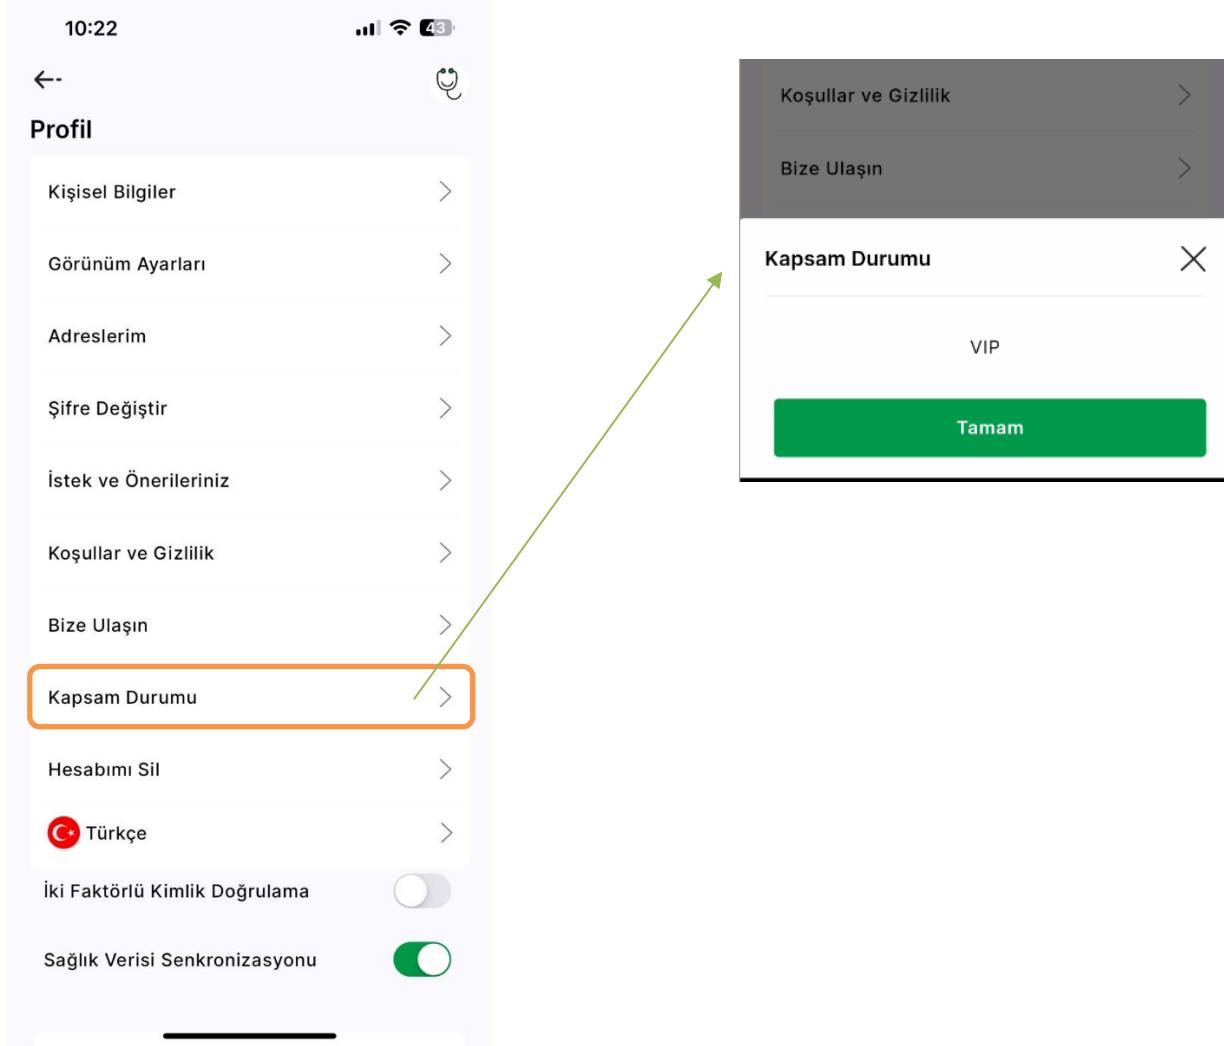 10:22
43
Profil
Kişisel Bilgiler
Görünüm Ayarları
Adreslerim
Şifre Değiştir
İstek ve Önerileriniz
Koşullar ve Gizlilik
Bize Ulaşın
Kapsam Durumu
Hesabımı Sil
Türkçe
İki Faktörlü Kimlik Doğrulama
Sağlık Verisi Senkronizasyonu
Koşullar ve Gizlilik
Bize Ulaşın
Kapsam Durumu
VIP
Tamam